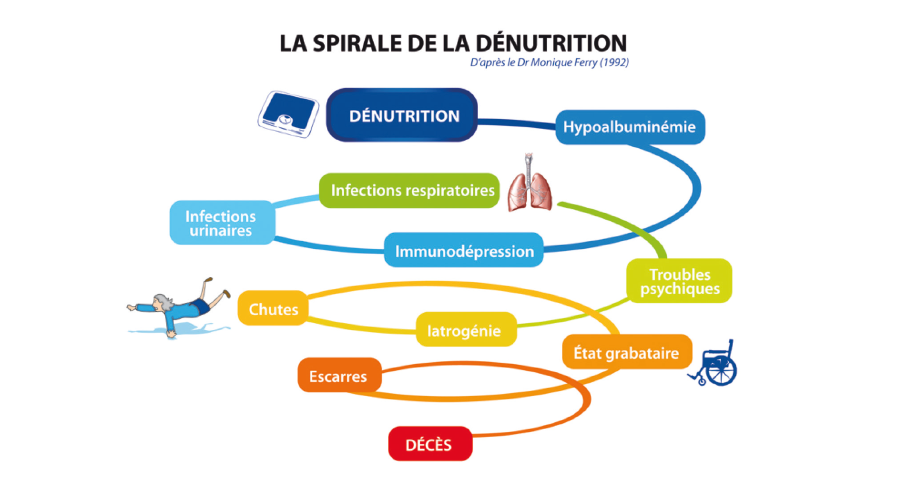 LA SPIRALE DE LA DÉNUTRITION
D'après le Dr Monique Ferry (1992)
DÉNUTRITION
Hypoalbuminémie
Infections respiratoires
Infections
urinaires
Immunodépression
Troubles
psychiques
Chutes
Iatrogénie
État grabataire
Escarres
DÉCÈS